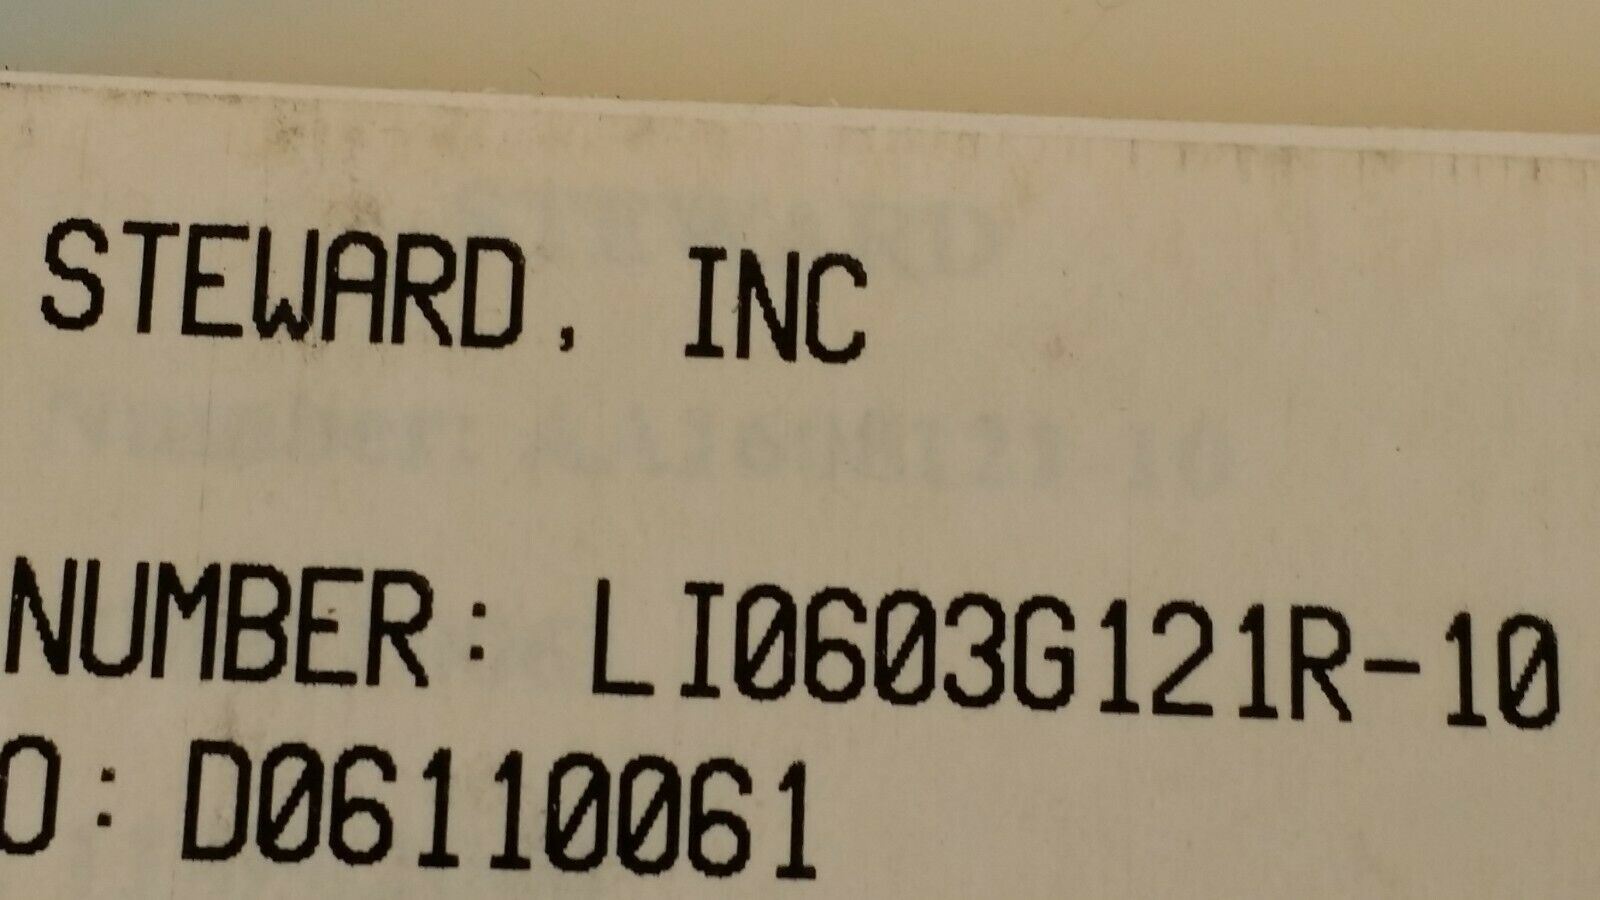 STEWARD, INC
NUMBER: LI0603G121R-10
O: D06110061